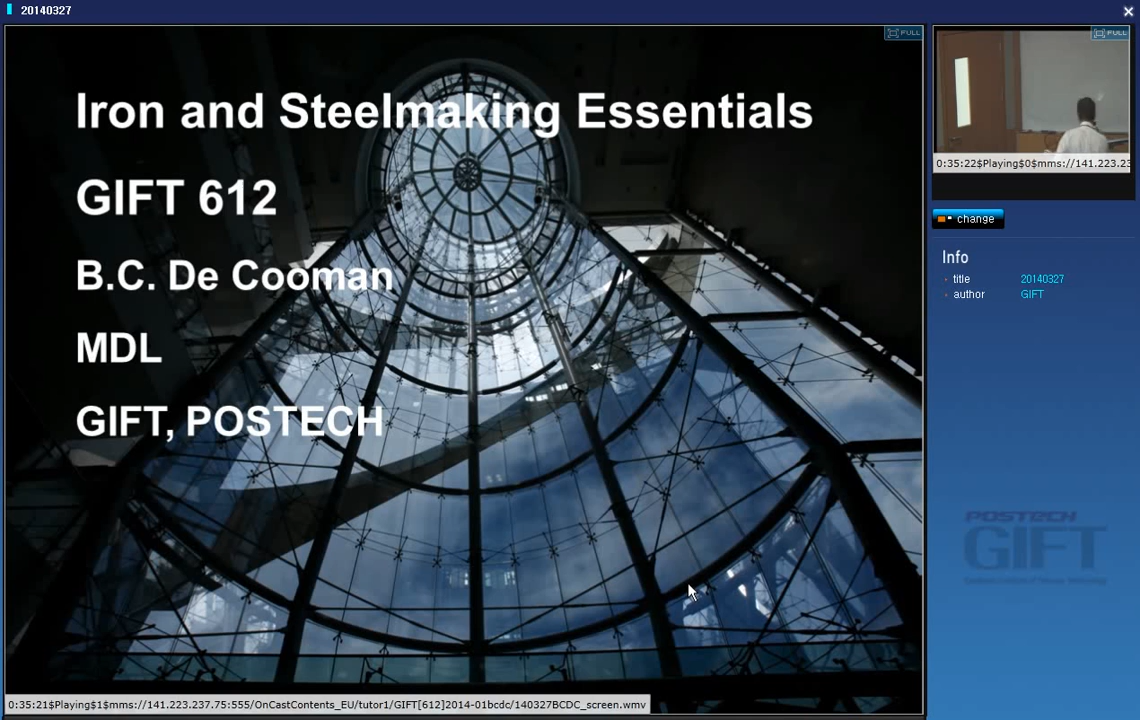 20140327
FULL
Iron and Steelmaking Essentials
GIFT 612
B.C. De Cooman
MDL
GIFT, POSTECH
0:35:21$Playing$1$mms://141.223.237.75:555/OnCastContents_EU/tutor1/GIFT[612]2014-01bcdc/140327BCDC_screen.wmv
FULL
0:35:22$Playing$0$mms://141.223.23
change
Info
title 20140327
author GIFT
POSTECH
GIFT